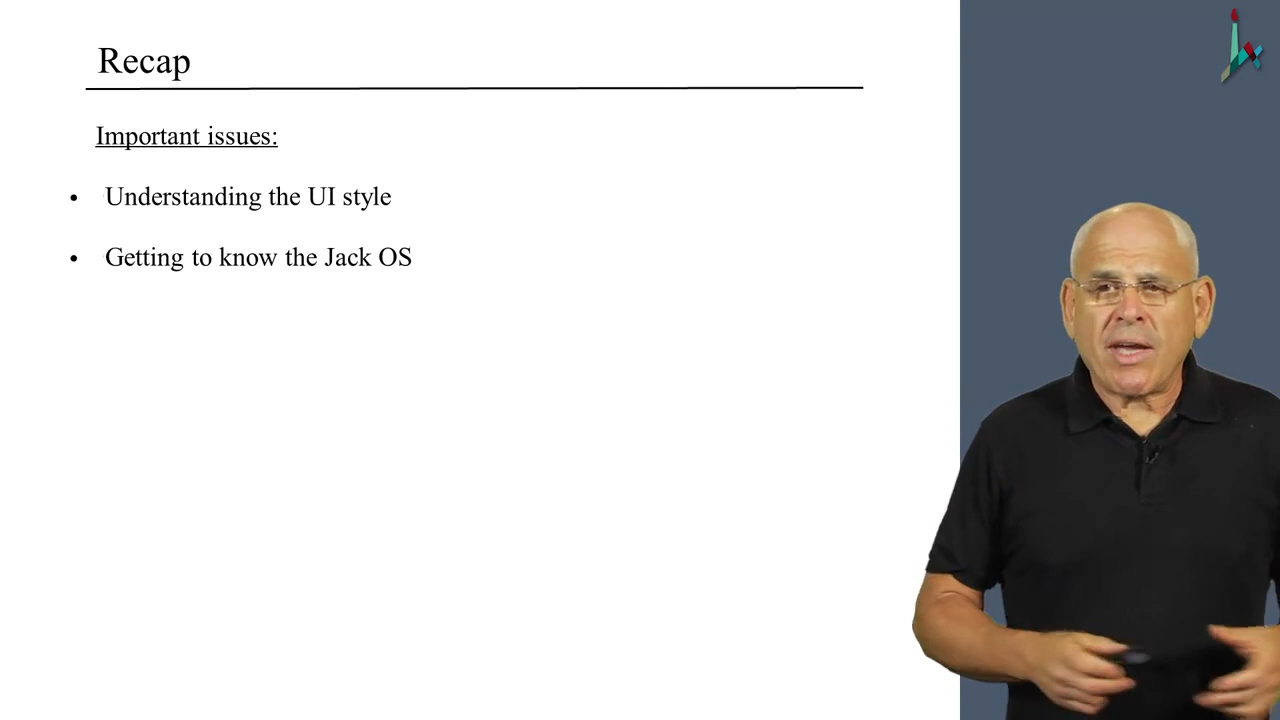 Recap
Important issues:
• Understanding the UI style
• Getting to know the Jack OS